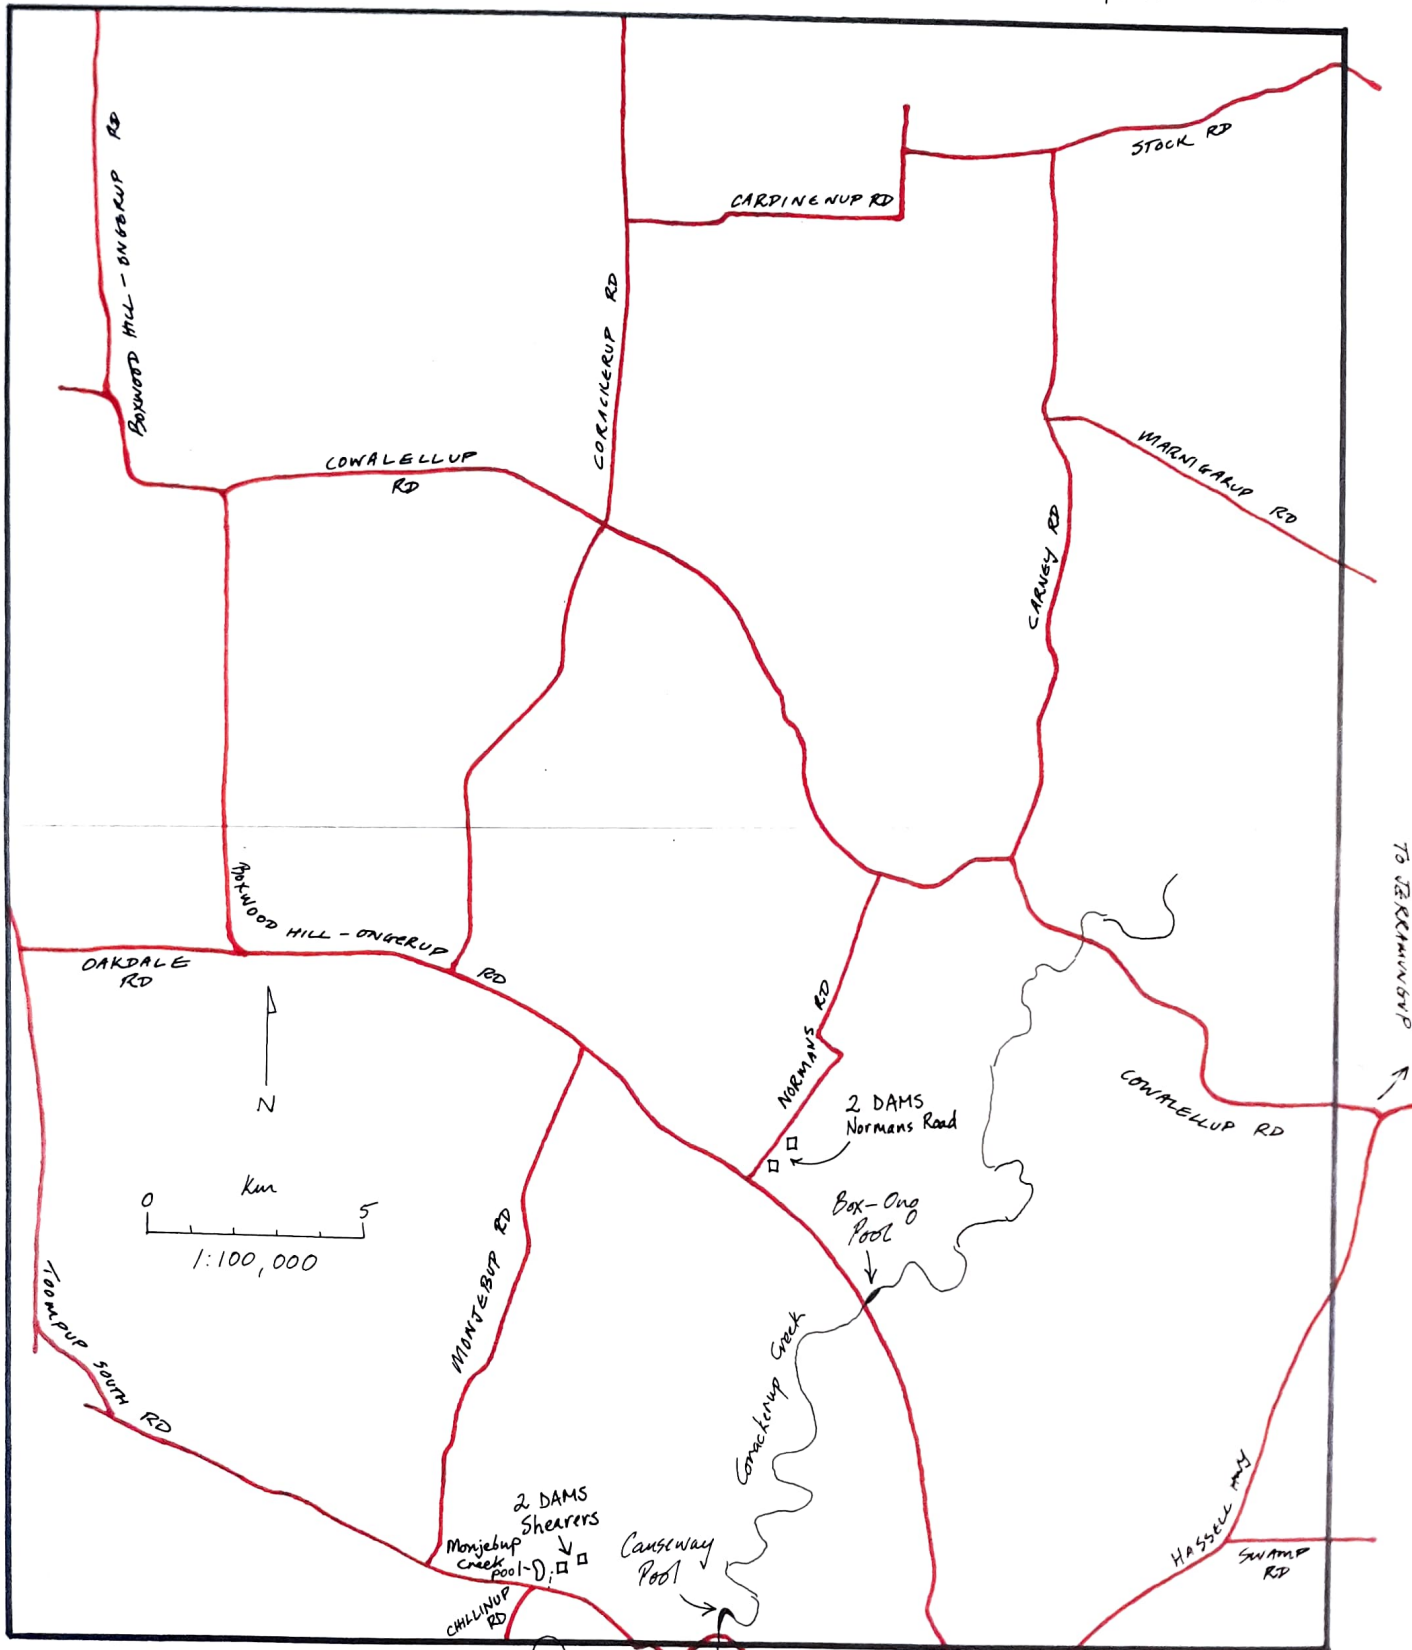 STOCK RD
CARDINENUP RD
BOXWOOD HILL - ONGERUP RD
CORACKERUP RD
COWALELLUP
RD
MARNIGARUP RD
CARNEY RD
TO JERRAMUNGUP
BOXWOOD HILL - ONGERUP RD
OAKDALE
RD
N
NORMANS RD
2 DAMS
Normans Road
COWALELLUP RD
0 Km 5
1:100,000
Box-Ong
Pool
MONJEBUP RD
TOOMPUP SOUTH RD
Corackerup Creek
2 DAMS
Shearers
Monjebup
Creek
Pool
Causeway
Pool
CHILLINUP
RD
HASSELL HWY
SWAMP
RD